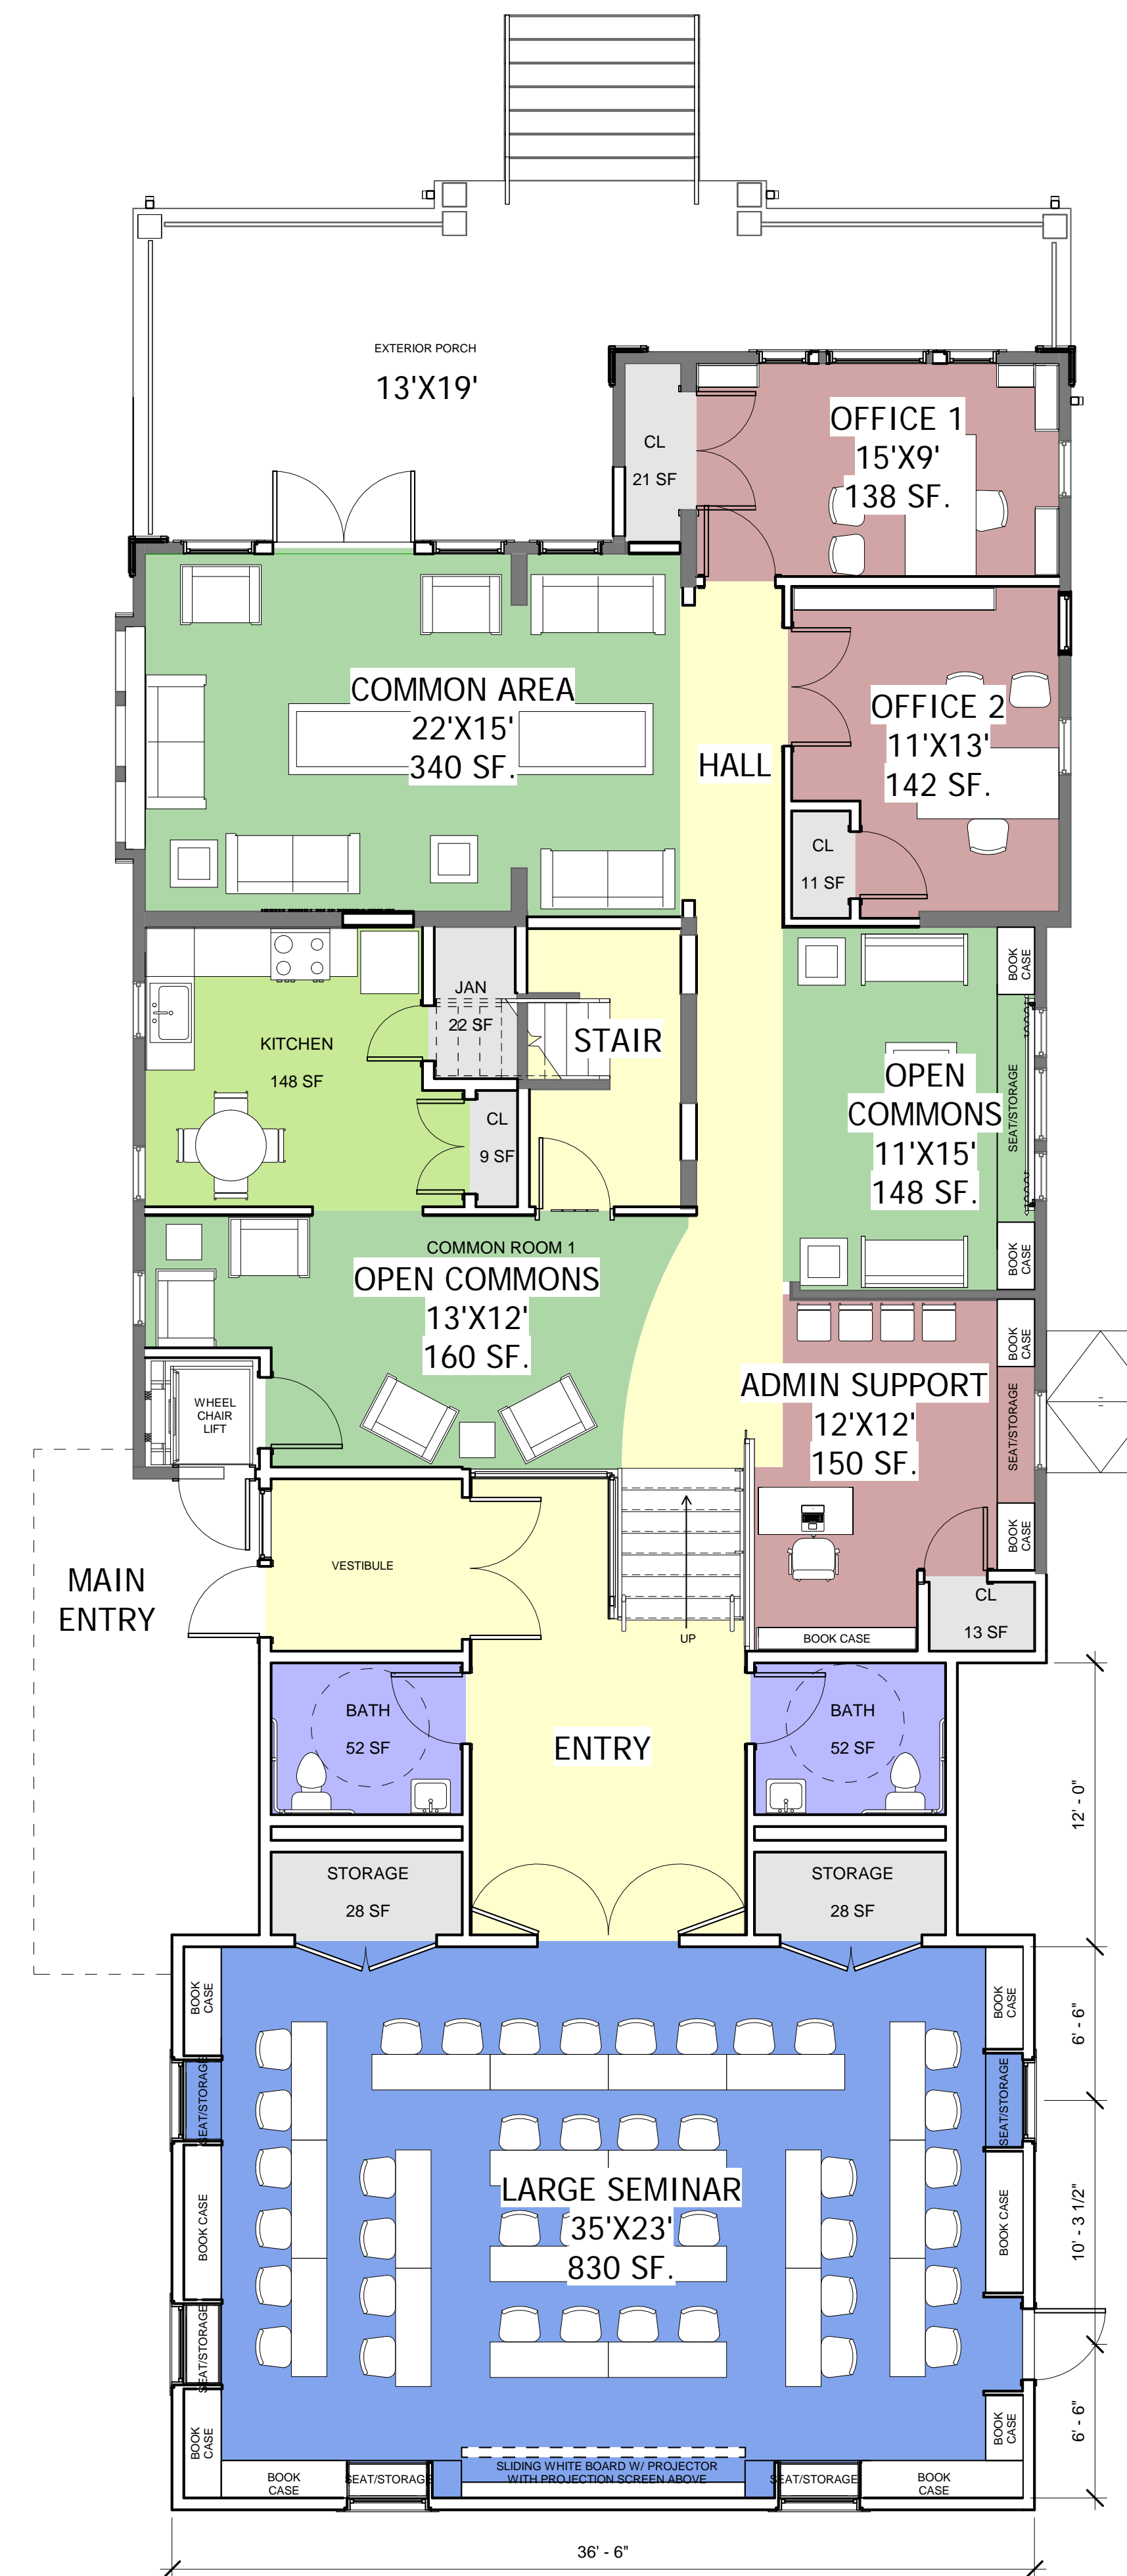 EXTERIOR PORCH
13'X19'
OFFICE 1
15'X9'
138 SF.
CL
21 SF
COMMON AREA
22'X15'
340 SF.
HALL
OFFICE 2
11'X13'
142 SF.
CL
11 SF
BOOK
CASE
JAN
22 SF
KITCHEN
148 SF
STAIR
OPEN
COMMONS
11'X15'
148 SF.
SEAT/STORAGE
CL
9 SF
BOOK
CASE
COMMON ROOM 1
OPEN COMMONS
13'X12'
160 SF.
BOOK
CASE
ADMIN SUPPORT
12'X12'
150 SF.
SEAT/STORAGE
WHEEL
CHAIR
LIFT
BOOK
CASE
VESTIBULE
MAIN
ENTRY
UP
BOOK CASE
CL
13 SF
BATH
52 SF
ENTRY
BATH
52 SF
12' - 0"
STORAGE
28 SF
STORAGE
28 SF
BOOK
CASE
BOOK
CASE
6' - 6"
SEAT/STORAGE
SEAT/STORAGE
LARGE SEMINAR
35'X23'
830 SF.
BOOK CASE
BOOK CASE
10' - 3 1/2"
SEAT/STORAGE
BOOK
CASE
BOOK
CASE
6' - 6"
SLIDING WHITE BOARD W/ PROJECTOR
WITH PROJECTION SCREEN ABOVE
BOOK
CASE
SEAT/STORAGE
SEAT/STORAGE
BOOK
CASE
36' - 6"